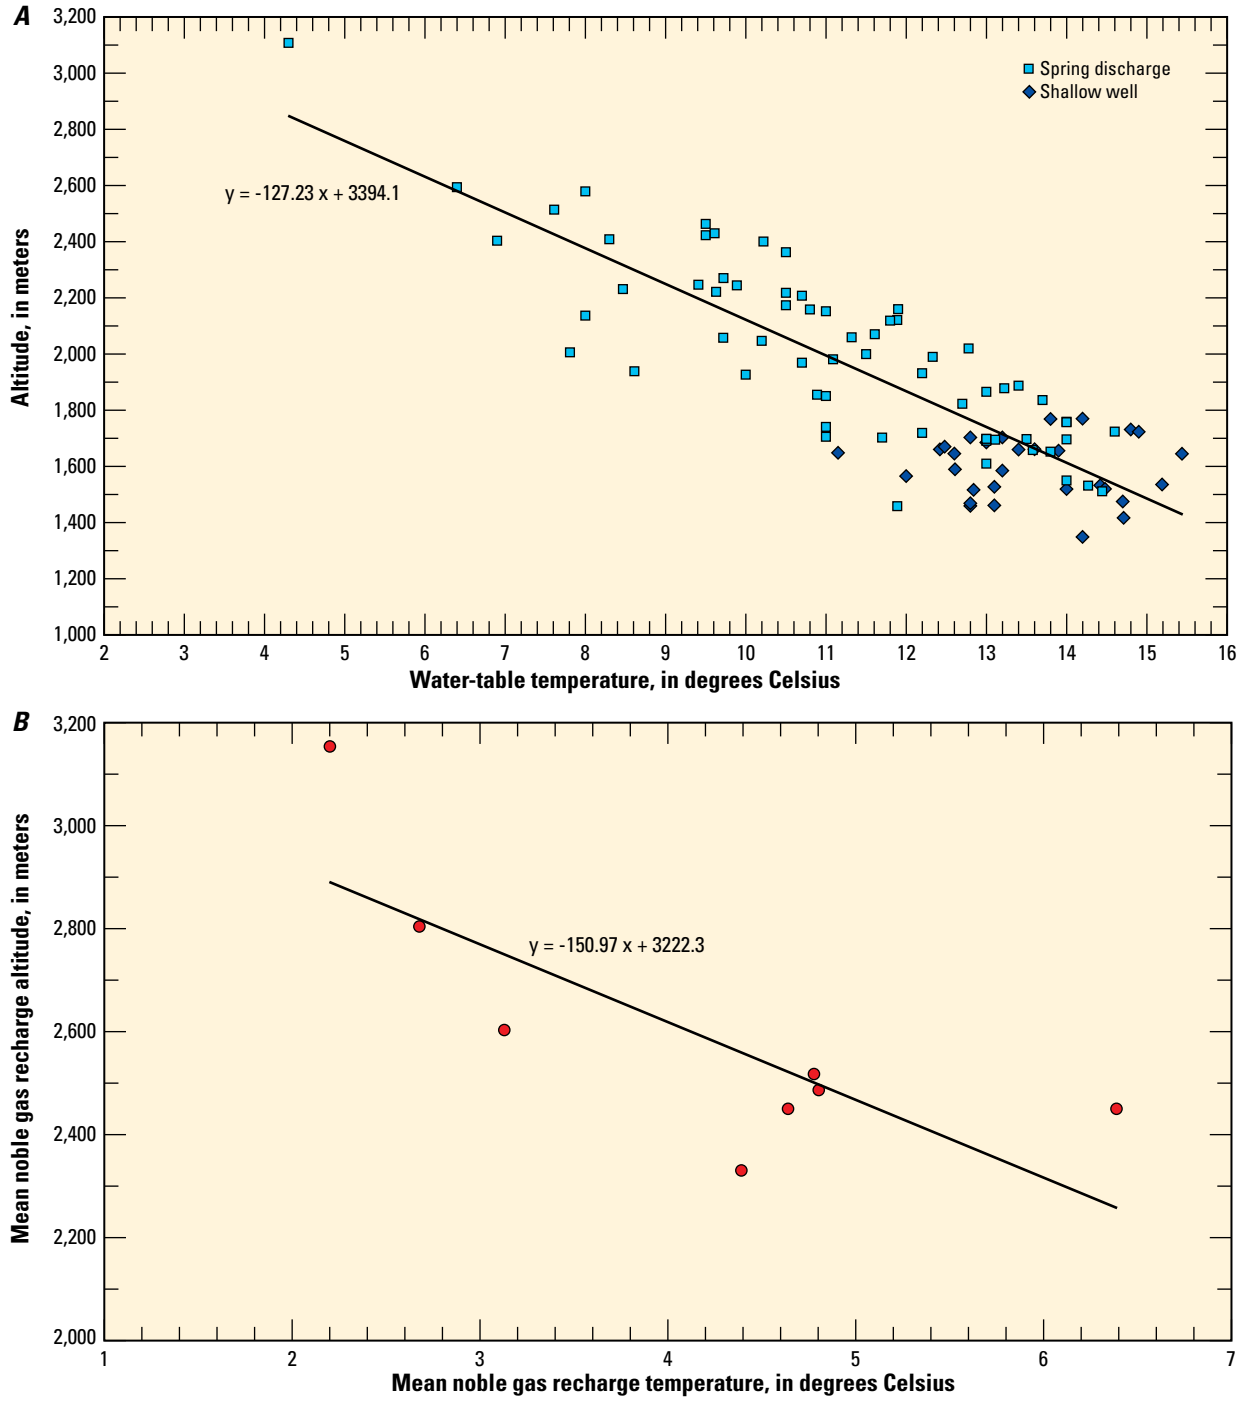 A
3,200
3,000
2,800
2,600
2,400
2,200
2,000
1,800
1,600
1,400
1,200
1,000
Altitude, in meters
Spring discharge
Shallow well
y = -127.23 x + 3394.1
2 3 4 5 6 7 8 9 10 11 12 13 14 15 16
Water-table temperature, in degrees Celsius
B
3,200
3,000
2,800
2,600
2,400
2,200
2,000
Mean noble gas recharge altitude, in meters
y = -150.97 x + 3222.3
1 2 3 4 5 6 7
Mean noble gas recharge temperature, in degrees Celsius